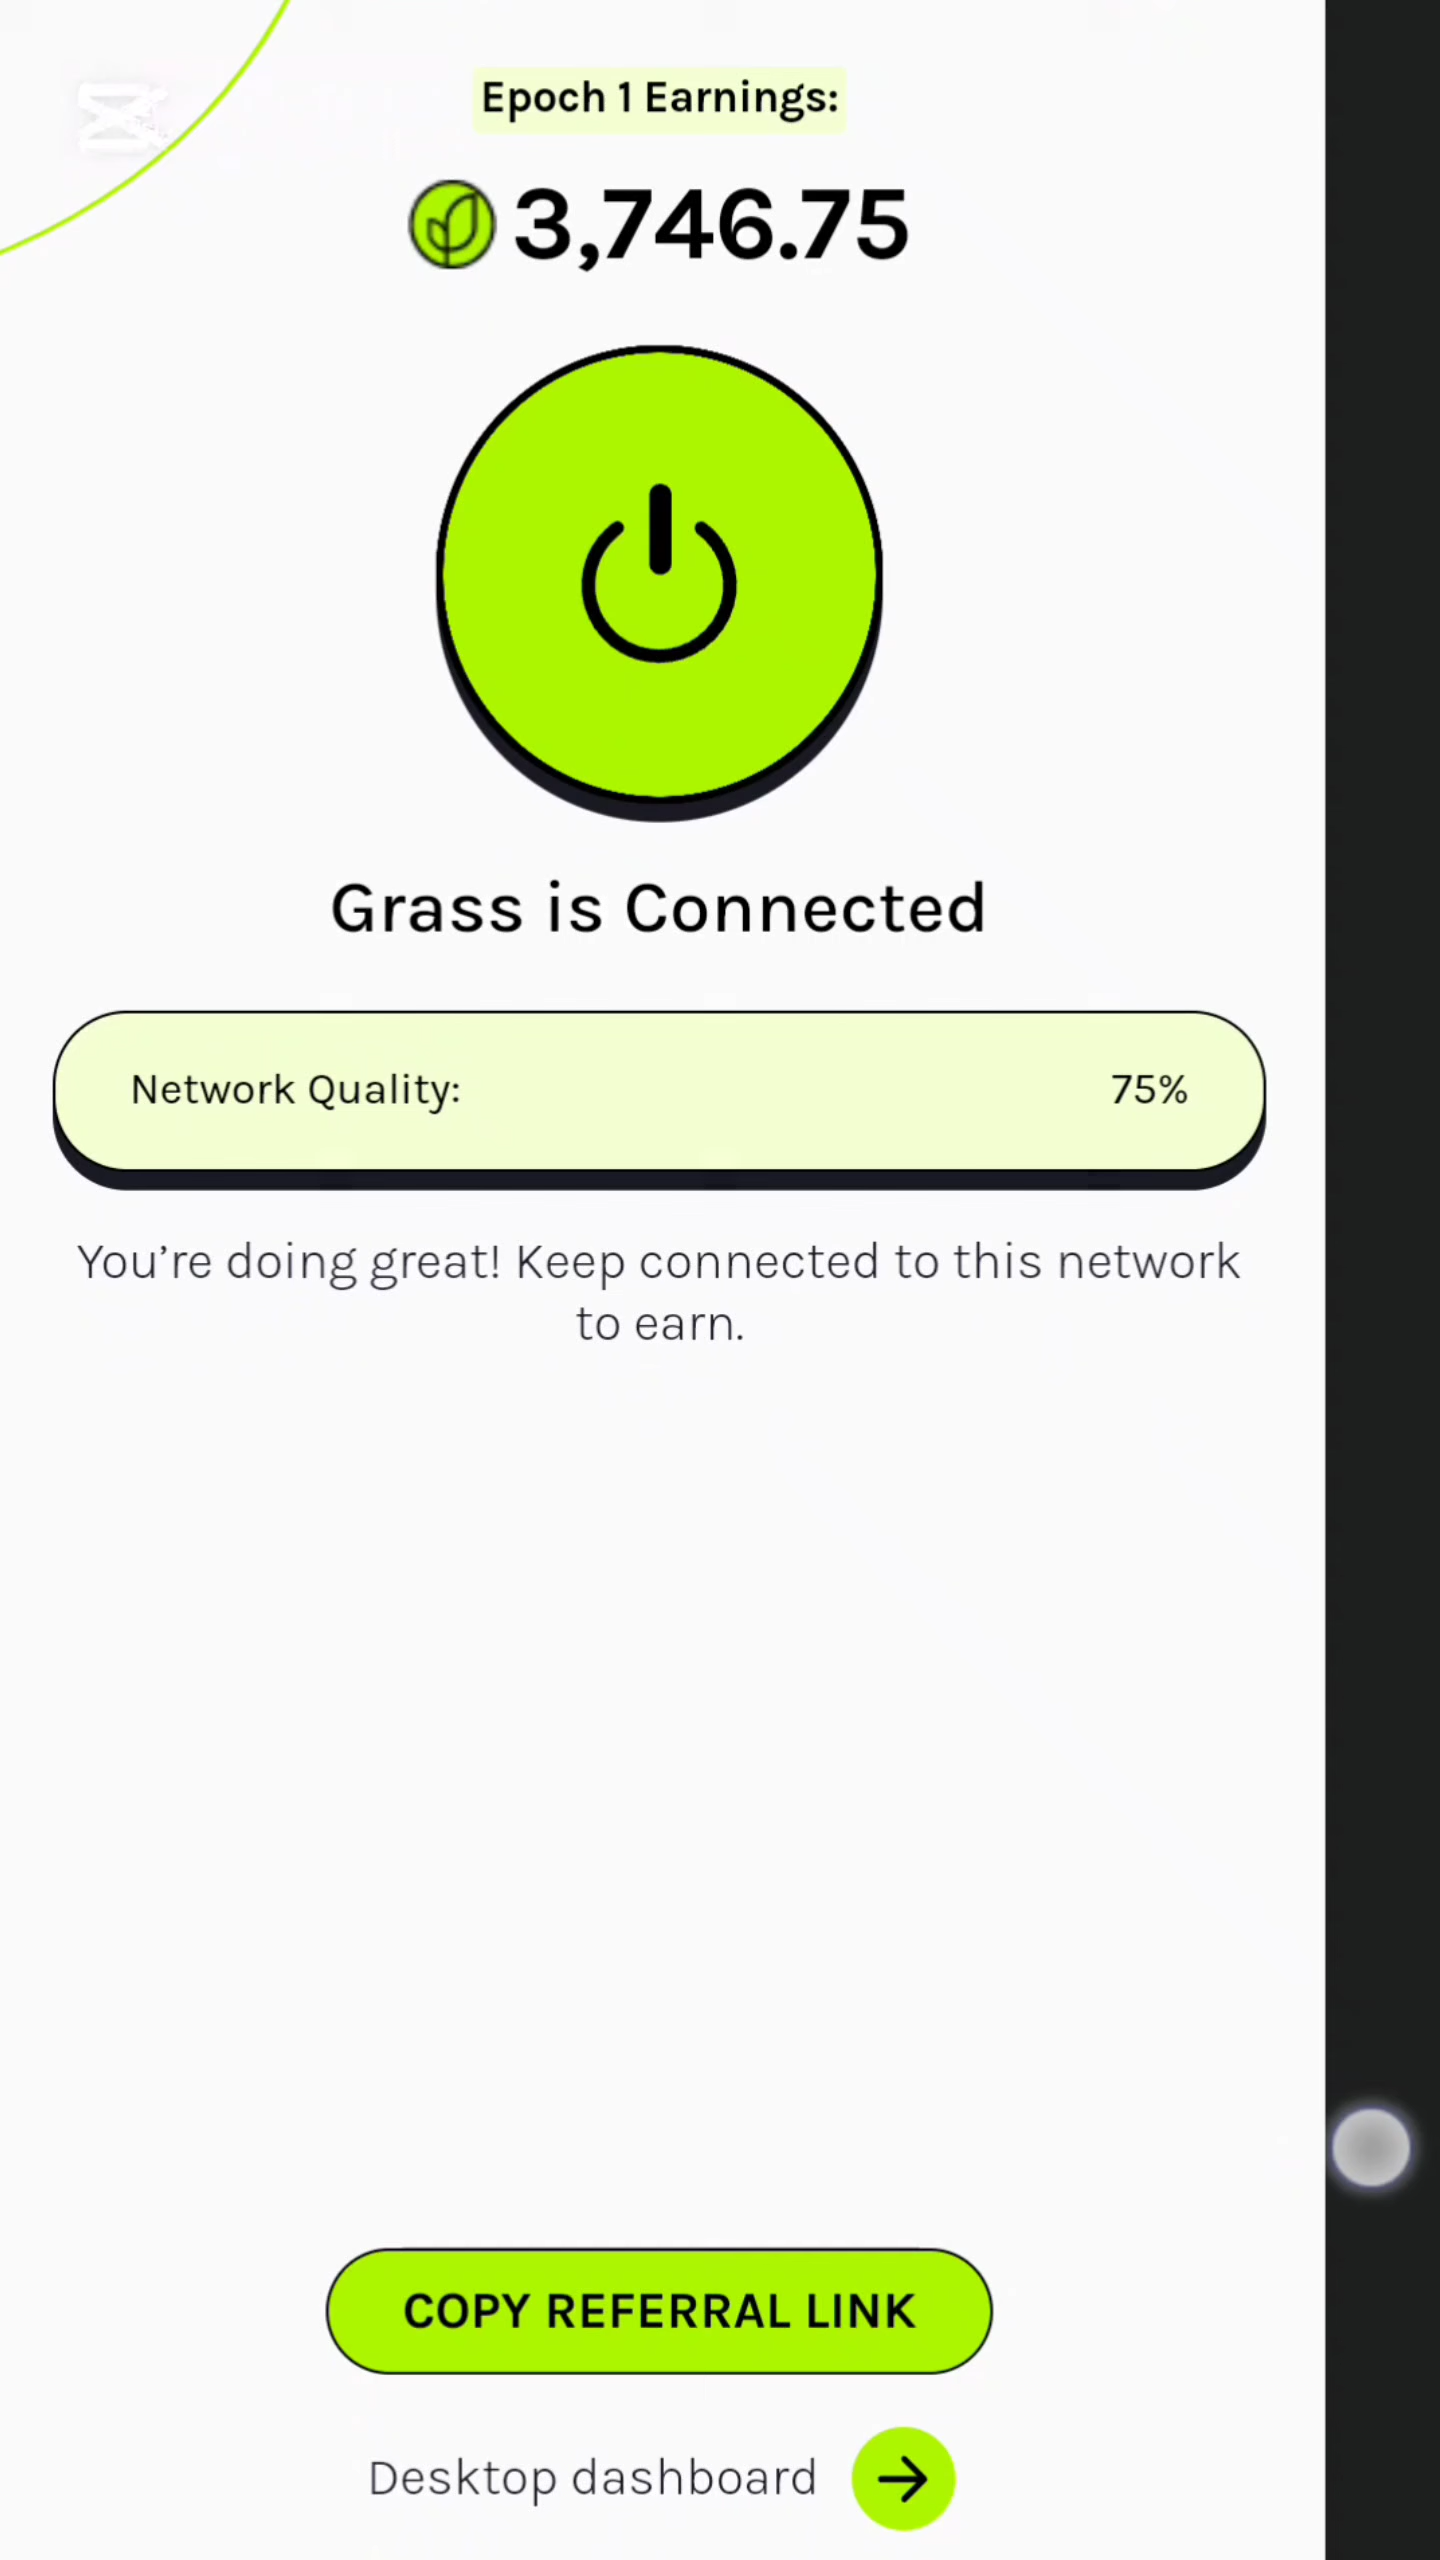 Epoch 1 Earnings:
3,746.75
Grass is Connected
Network Quality: 75%
You’re doing great! Keep connected to this network
to earn.
COPY REFERRAL LINK
Desktop dashboard